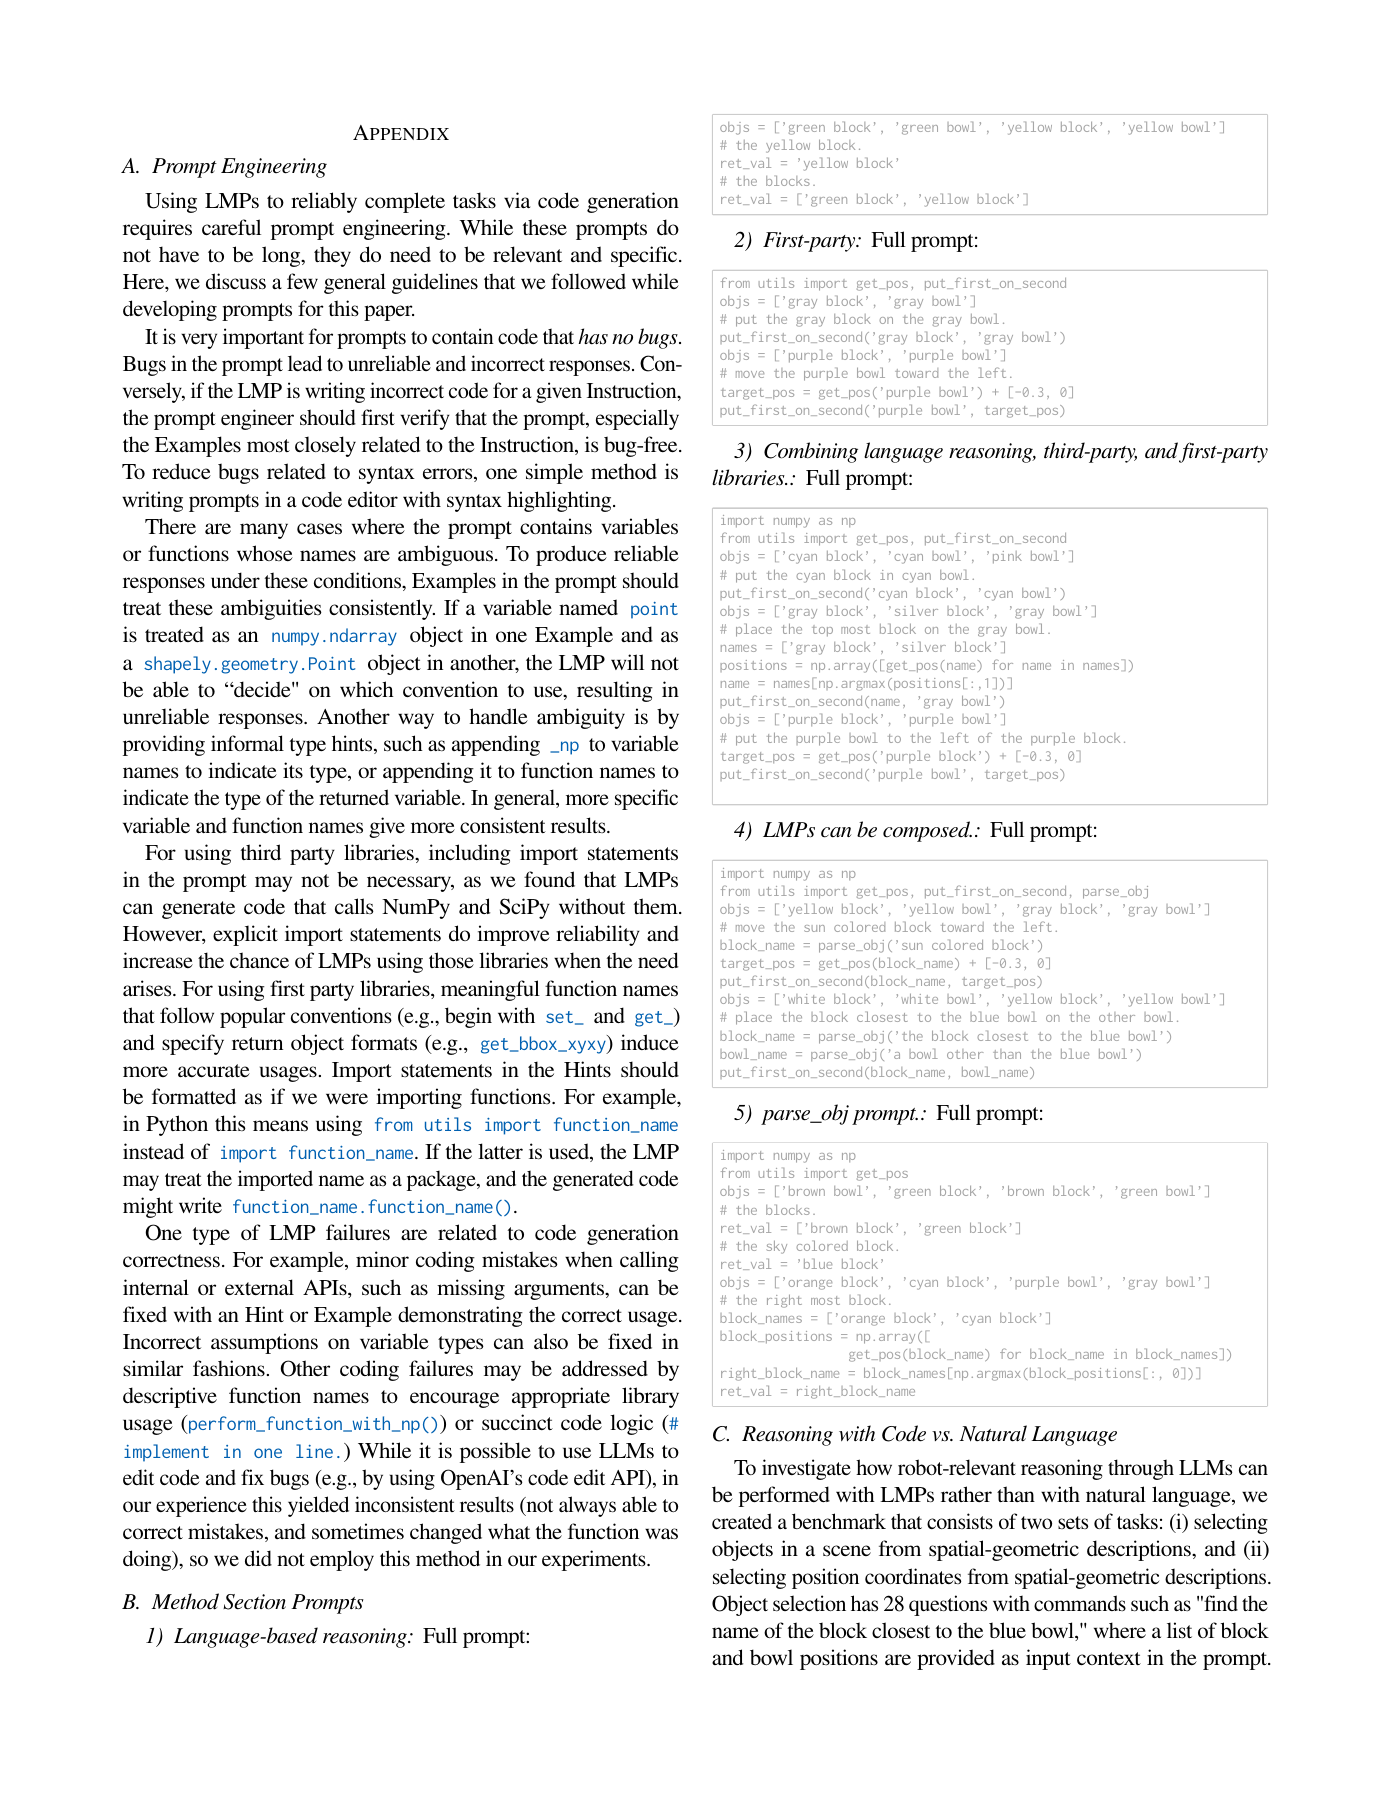 APPENDIX
A. Prompt Engineering
Using LMPs to reliably complete tasks via code generation
requires careful prompt engineering. While these prompts do
not have to be long, they do need to be relevant and specific.
Here, we discuss a few general guidelines that we followed while
developing prompts for this paper.
It is very important for prompts to contain code that has no bugs.
Bugs in the prompt lead to unreliable and incorrect responses. Con-
versely, if the LMP is writing incorrect code for a given Instruction,
the prompt engineer should first verify that the prompt, especially
the Examples most closely related to the Instruction, is bug-free.
To reduce bugs related to syntax errors, one simple method is
writing prompts in a code editor with syntax highlighting.
There are many cases where the prompt contains variables
or functions whose names are ambiguous. To produce reliable
responses under these conditions, Examples in the prompt should
treat these ambiguities consistently. If a variable named point
is treated as an numpy.ndarray object in one Example and as
a shapely.geometry.Point object in another, the LMP will not
be able to “decide" on which convention to use, resulting in
unreliable responses. Another way to handle ambiguity is by
providing informal type hints, such as appending _np to variable
names to indicate its type, or appending it to function names to
indicate the type of the returned variable. In general, more specific
variable and function names give more consistent results.
For using third party libraries, including import statements
in the prompt may not be necessary, as we found that LMPs
can generate code that calls NumPy and SciPy without them.
However, explicit import statements do improve reliability and
increase the chance of LMPs using those libraries when the need
arises. For using first party libraries, meaningful function names
that follow popular conventions (e.g., begin with set_ and get_)
and specify return object formats (e.g., get_bbox_xyxy) induce
more accurate usages. Import statements in the Hints should
be formatted as if we were importing functions. For example,
in Python this means using from utils import function_name
instead of import function_name. If the latter is used, the LMP
may treat the imported name as a package, and the generated code
might write function_name.function_name().
One type of LMP failures are related to code generation
correctness. For example, minor coding mistakes when calling
internal or external APIs, such as missing arguments, can be
fixed with an Hint or Example demonstrating the correct usage.
Incorrect assumptions on variable types can also be fixed in
similar fashions. Other coding failures may be addressed by
descriptive function names to encourage appropriate library
usage (perform_function_with_np()) or succinct code logic (#
implement in one line.) While it is possible to use LLMs to
edit code and fix bugs (e.g., by using OpenAI's code edit API), in
our experience this yielded inconsistent results (not always able to
correct mistakes, and sometimes changed what the function was
doing), so we did not employ this method in our experiments.
B. Method Section Prompts
1) Language-based reasoning: Full prompt:
objs = ['green block', 'green bowl', 'yellow block', 'yellow bowl']
# the yellow block.
ret_val = 'yellow block'
# the blocks.
ret_val = ['green block', 'yellow block']
2) First-party: Full prompt:
from utils import get_pos, put_first_on_second
objs = ['gray block', 'gray bowl']
# put the gray block on the gray bowl.
put_first_on_second('gray block', 'gray bowl')
objs = ['purple block', 'purple bowl']
# move the purple bowl toward the left.
target_pos = get_pos('purple bowl') + [-0.3, 0]
put_first_on_second('purple bowl', target_pos)
3) Combining language reasoning, third-party, and first-party
libraries.: Full prompt:
import numpy as np
from utils import get_pos, put_first_on_second
objs = ['cyan block', 'cyan bowl', 'pink bowl']
# put the cyan block in cyan bowl.
put_first_on_second('cyan block', 'cyan bowl')
objs = ['gray block', 'silver block', 'gray bowl']
# place the top most block on the gray bowl.
names = ['gray block', 'silver block']
positions = np.array([get_pos(name) for name in names])
name = names[np.argmax(positions[:,1])]
put_first_on_second(name, 'gray bowl')
objs = ['purple block', 'purple bowl']
# put the purple bowl to the left of the purple block.
target_pos = get_pos('purple block') + [-0.3, 0]
put_first_on_second('purple bowl', target_pos)
4) LMPs can be composed.: Full prompt:
import numpy as np
from utils import get_pos, put_first_on_second, parse_obj
objs = ['yellow block', 'yellow bowl', 'gray block', 'gray bowl']
# move the sun colored block toward the left.
block_name = parse_obj('sun colored block')
target_pos = get_pos(block_name) + [-0.3, 0]
put_first_on_second(block_name, target_pos)
objs = ['white block', 'white bowl', 'yellow block', 'yellow bowl']
# place the block closest to the blue bowl on the other bowl.
block_name = parse_obj('the block closest to the blue bowl')
bowl_name = parse_obj('a bowl other than the blue bowl')
put_first_on_second(block_name, bowl_name)
5) parse_obj prompt.: Full prompt:
import numpy as np
from utils import get_pos
objs = ['brown bowl', 'green block', 'brown block', 'green bowl']
# the blocks.
ret_val = ['brown block', 'green block']
# the sky colored block.
ret_val = 'blue block'
objs = ['orange block', 'cyan block', 'purple bowl', 'gray bowl']
# the right most block.
block_names = ['orange block', 'cyan block']
block_positions = np.array([
get_pos(block_name) for block_name in block_names])
right_block_name = block_names[np.argmax(block_positions[:, 0])]
ret_val = right_block_name
C. Reasoning with Code vs. Natural Language
To investigate how robot-relevant reasoning through LLMs can
be performed with LMPs rather than with natural language, we
created a benchmark that consists of two sets of tasks: (i) selecting
objects in a scene from spatial-geometric descriptions, and (ii)
selecting position coordinates from spatial-geometric descriptions.
Object selection has 28 questions with commands such as "find the
name of the block closest to the blue bowl," where a list of block
and bowl positions are provided as input context in the prompt.